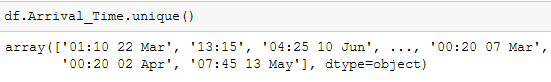 df.Arrival_Time.unique()
array(['01:10 22 Mar', '13:15', '04:25 10 Jun', ..., '00:20 07 Mar',
'00:20 02 Apr', '07:45 13 May'], dtype=object)